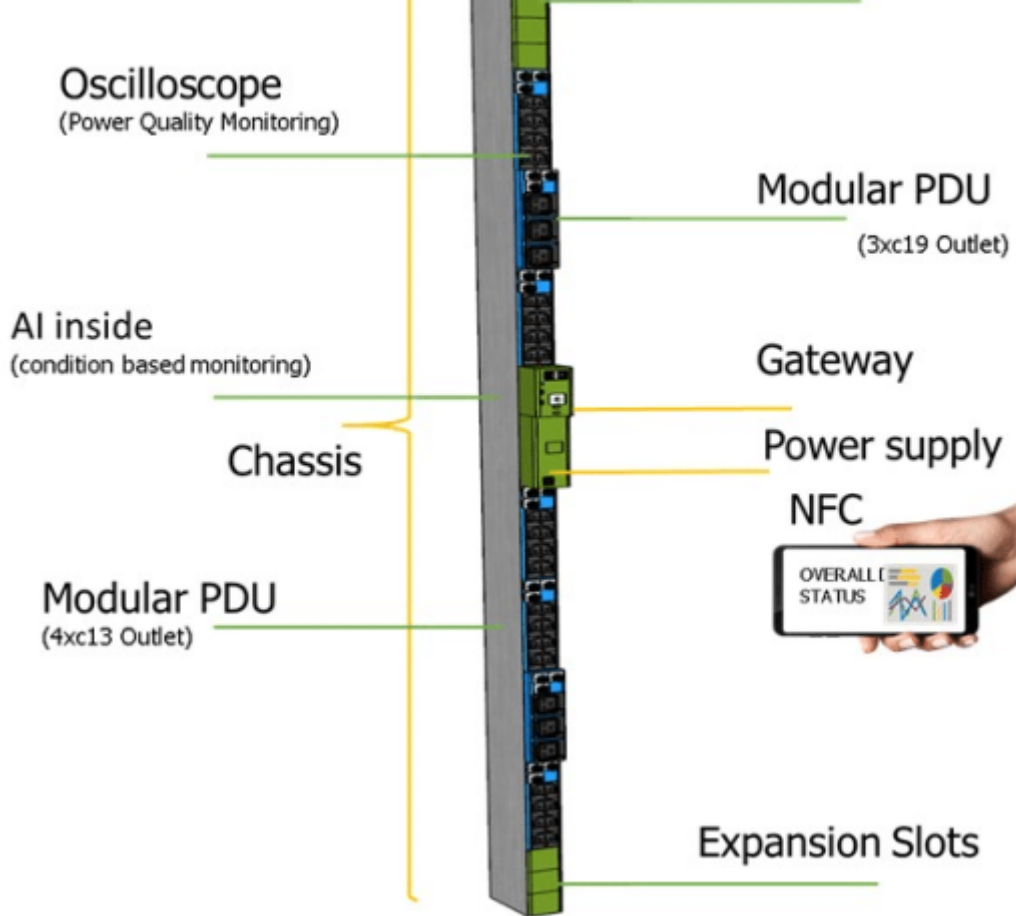 Oscilloscope
(Power Quality Monitoring)
Modular PDU
(3xc19 Outlet)
AI inside
(condition based monitoring)
Gateway
Chassis
Power supply
NFC
OVERALL
STATUS
Modular PDU
(4xc13 Outlet)
Expansion Slots